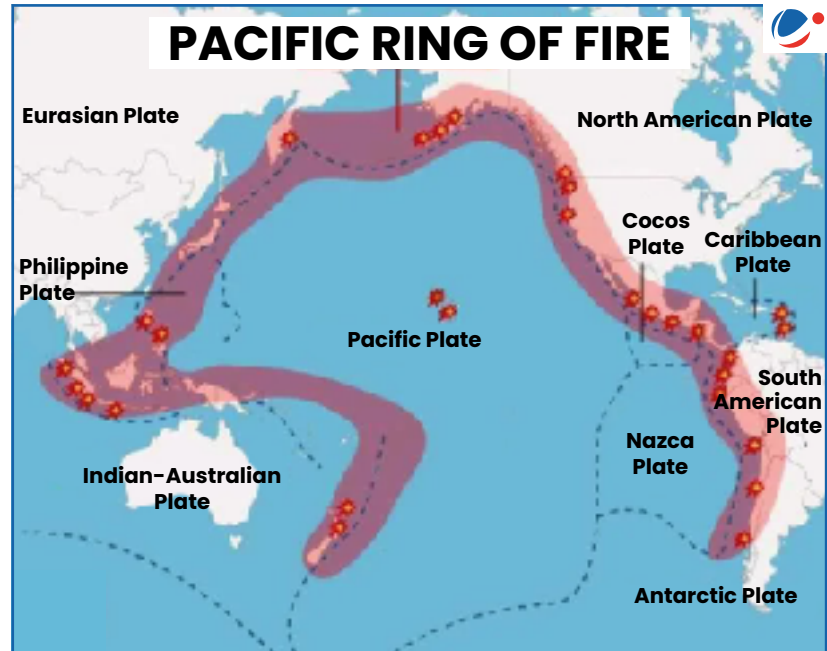 PACIFIC RING OF FIRE
Eurasian Plate
North American Plate
Cocos
Plate
Caribbean
Plate
Philippine
Plate
Pacific Plate
South
American
Plate
Nazca
Plate
Indian-Australian
Plate
Antarctic Plate